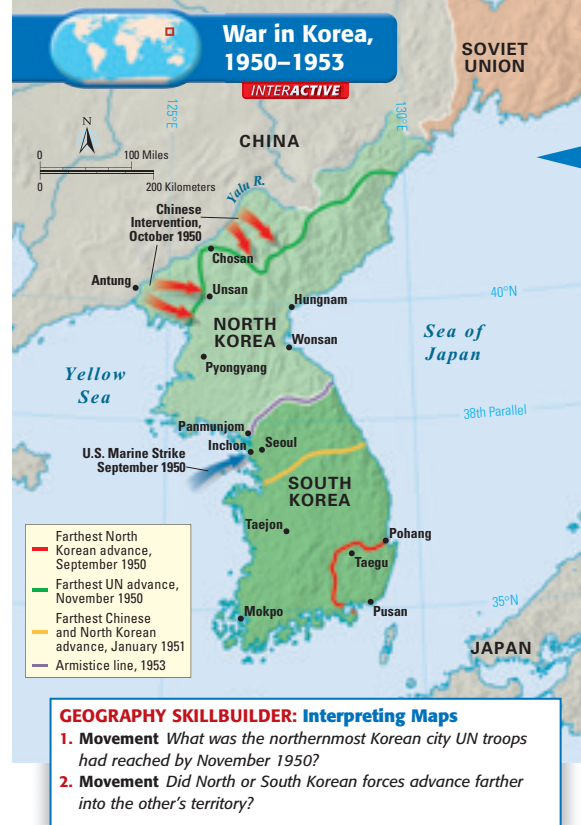 War in Korea,
1950–1953
INTERACTIVE
SOVIET
UNION
125°E
130°E
N
CHINA
0 100 Miles
0 200 Kilometers
Yalu R.
Chinese
Intervention,
October 1950
Chosan
Antung
Unsan
40°N
Hungnam
NORTH
KOREA
Wonsan
Sea of
Japan
Pyongyang
Yellow
Sea
38th Parallel
Panmunjom
Inchon
Seoul
U.S. Marine Strike
September 1950
SOUTH
KOREA
Taejon
Pohang
Taegu
Farthest North
Korean advance,
September 1950
Farthest UN advance,
November 1950
Farthest Chinese
and North Korean
advance, January 1951
Armistice line, 1953
35°N
Mokpo
Pusan
JAPAN
GEOGRAPHY SKILLBUILDER: Interpreting Maps
1. Movement What was the northernmost Korean city UN troops
had reached by November 1950?
2. Movement Did North or South Korean forces advance farther
into the other's territory?